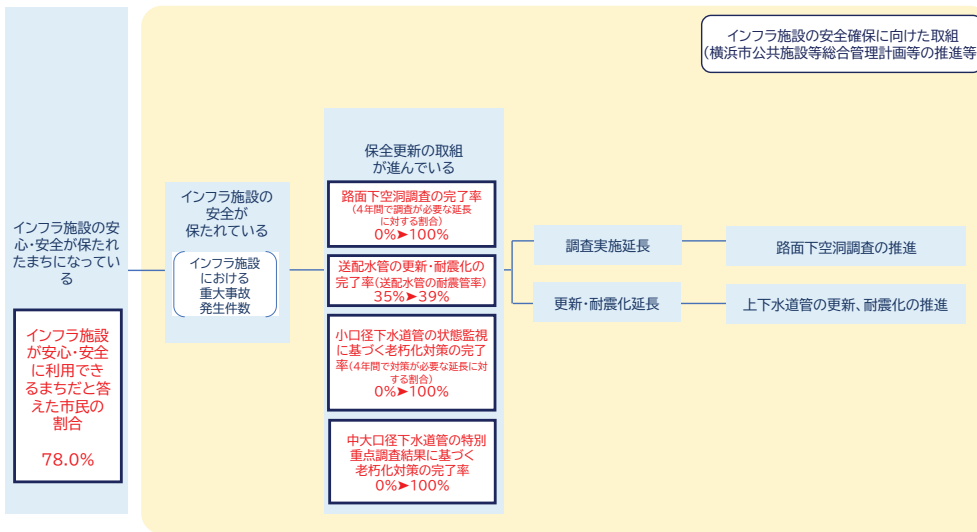 インフラ施設の安全確保に向けた取組
(横浜市公共施設等総合管理計画等の推進等
インフラ施設の安
心・安全が保たれ
たまちになってい
る
インフラ施設
が安心・安全
に利用でき
るまちだと答
えた市民の
割合
78.0%
インフラ施設の
安全が
保たれている
インフラ施設
における
重大事故
発生件数
保全更新の取組
が進んでいる
路面下空洞調査の完了率
(4年間で調査が必要な延長
に対する割合)
0%➤100%
送配水管の更新・耐震化の
完了率(送配水管の耐震管率)
35%➤39%
小口径下水道管の状態監視
に基づく老朽化対策の完了
率(4年間で対策が必要な延長に対
する割合)
0%➤100%
中大口径下水道管の特別
重点調査結果に基づく
老朽化対策の完了率
0%➤100%
調査実施延長
路面下空洞調査の推進
更新・耐震化延長
上下水道管の更新、耐震化の推進